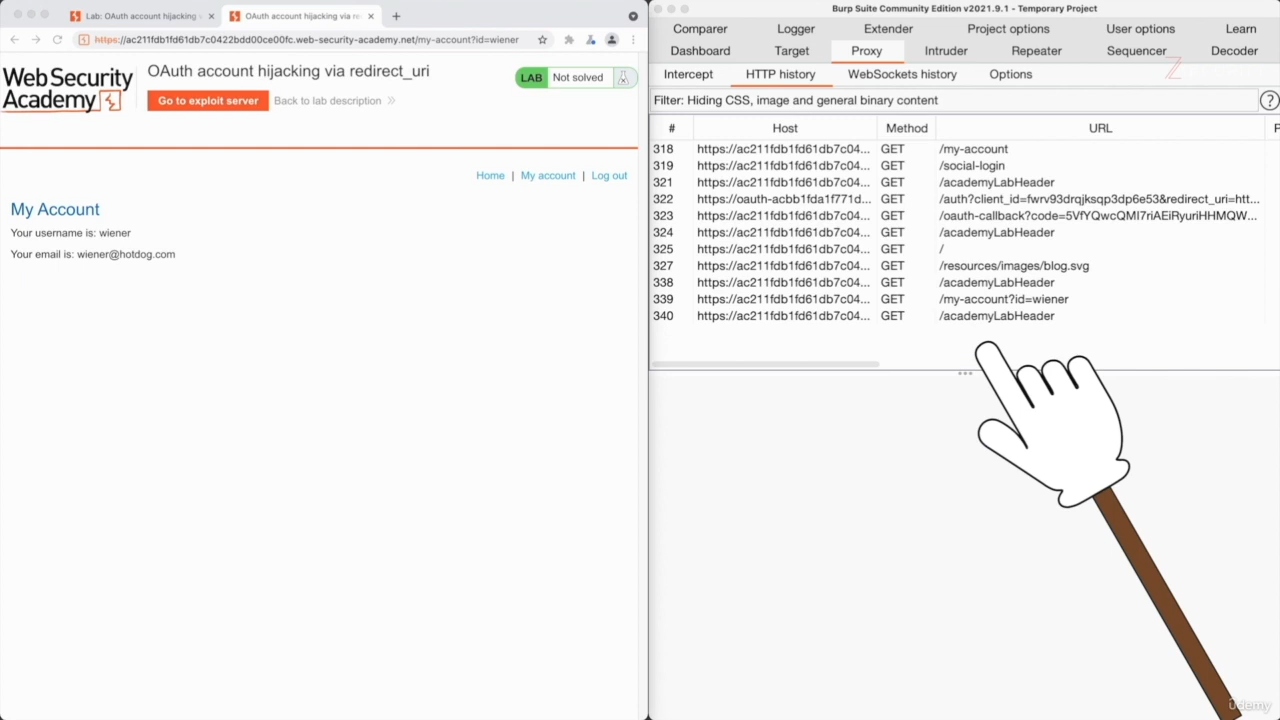 Lab: OAuth account hijacking v
OAuth account hijacking via re
https://ac211fdb1fd61db7c0422bdd00ce00fc.web-security-academy.net/my-account?id=wiener
WebSecurity
Academy
OAuth account hijacking via redirect_uri
Go to exploit server
Back to lab description
LAB
Not solved
Home | My account | Log out
My Account
Your username is: wiener
Your email is: wiener@hotdog.com
Burp Suite Community Edition v2021.9.1 - Temporary Project
Comparer Logger Extender Project options User options Learn
Dashboard Target Proxy Intruder Repeater Sequencer Decoder
Intercept HTTP history WebSockets history Options
Filter: Hiding CSS, image and general binary content ?
# Host Method URL P
318 https://ac211fdb1fd61db7c04... GET /my-account
319 https://ac211fdb1fd61db7c04... GET /social-login
321 https://ac211fdb1fd61db7c04... GET /academyLabHeader
322 https://oauth-acbb1fda1f771d... GET /auth?client_id=fwrv93drqjksqp3dp6e53&redirect_uri=htt...
323 https://ac211fdb1fd61db7c04... GET /oauth-callback?code=5VfYQwcQMI7riAEiRyuriHHMQW...
324 https://ac211fdb1fd61db7c04... GET /academyLabHeader
325 https://ac211fdb1fd61db7c04... GET /
327 https://ac211fdb1fd61db7c04... GET /resources/images/blog.svg
338 https://ac211fdb1fd61db7c04... GET /academyLabHeader
339 https://ac211fdb1fd61db7c04... GET /my-account?id=wiener
340 https://ac211fdb1fd61db7c04... GET /academyLabHeader
ûdemy